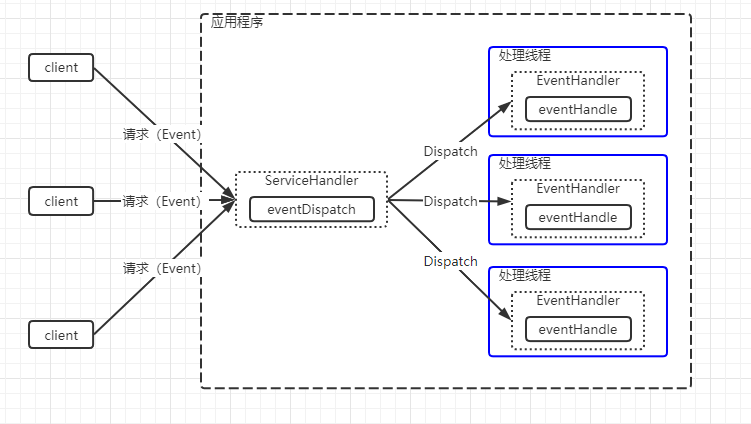 应用程序
client
请求（Event）
client
请求（Event）
client
请求（Event）
ServiceHandler
eventDispatch
Dispatch
Dispatch
Dispatch
处理线程
EventHandler
eventHandle
处理线程
EventHandler
eventHandle
处理线程
EventHandler
eventHandle